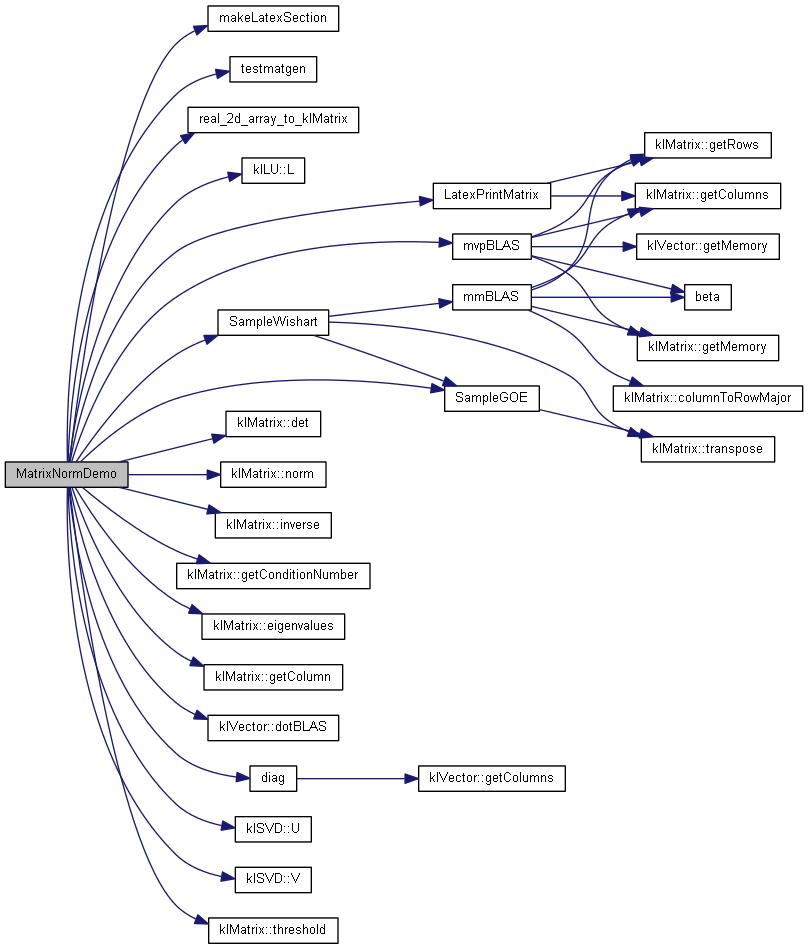 makeLatexSection
testmatgen
real_2d_array_to_klMatrix
klMatrix::getRows
klLU::L
LatexPrintMatrix
klMatrix::getColumns
mvpBLAS
klVector::getMemory
mmBLAS
beta
SampleWishart
klMatrix::getMemory
SampleGOE
klMatrix::columnToRowMajor
klMatrix::det
klMatrix::transpose
MatrixNormDemo
klMatrix::norm
klMatrix::inverse
klMatrix::getConditionNumber
klMatrix::eigenvalues
klMatrix::getColumn
klVector::dotBLAS
diag
klVector::getColumns
klSVD::U
klSVD::V
klMatrix::threshold